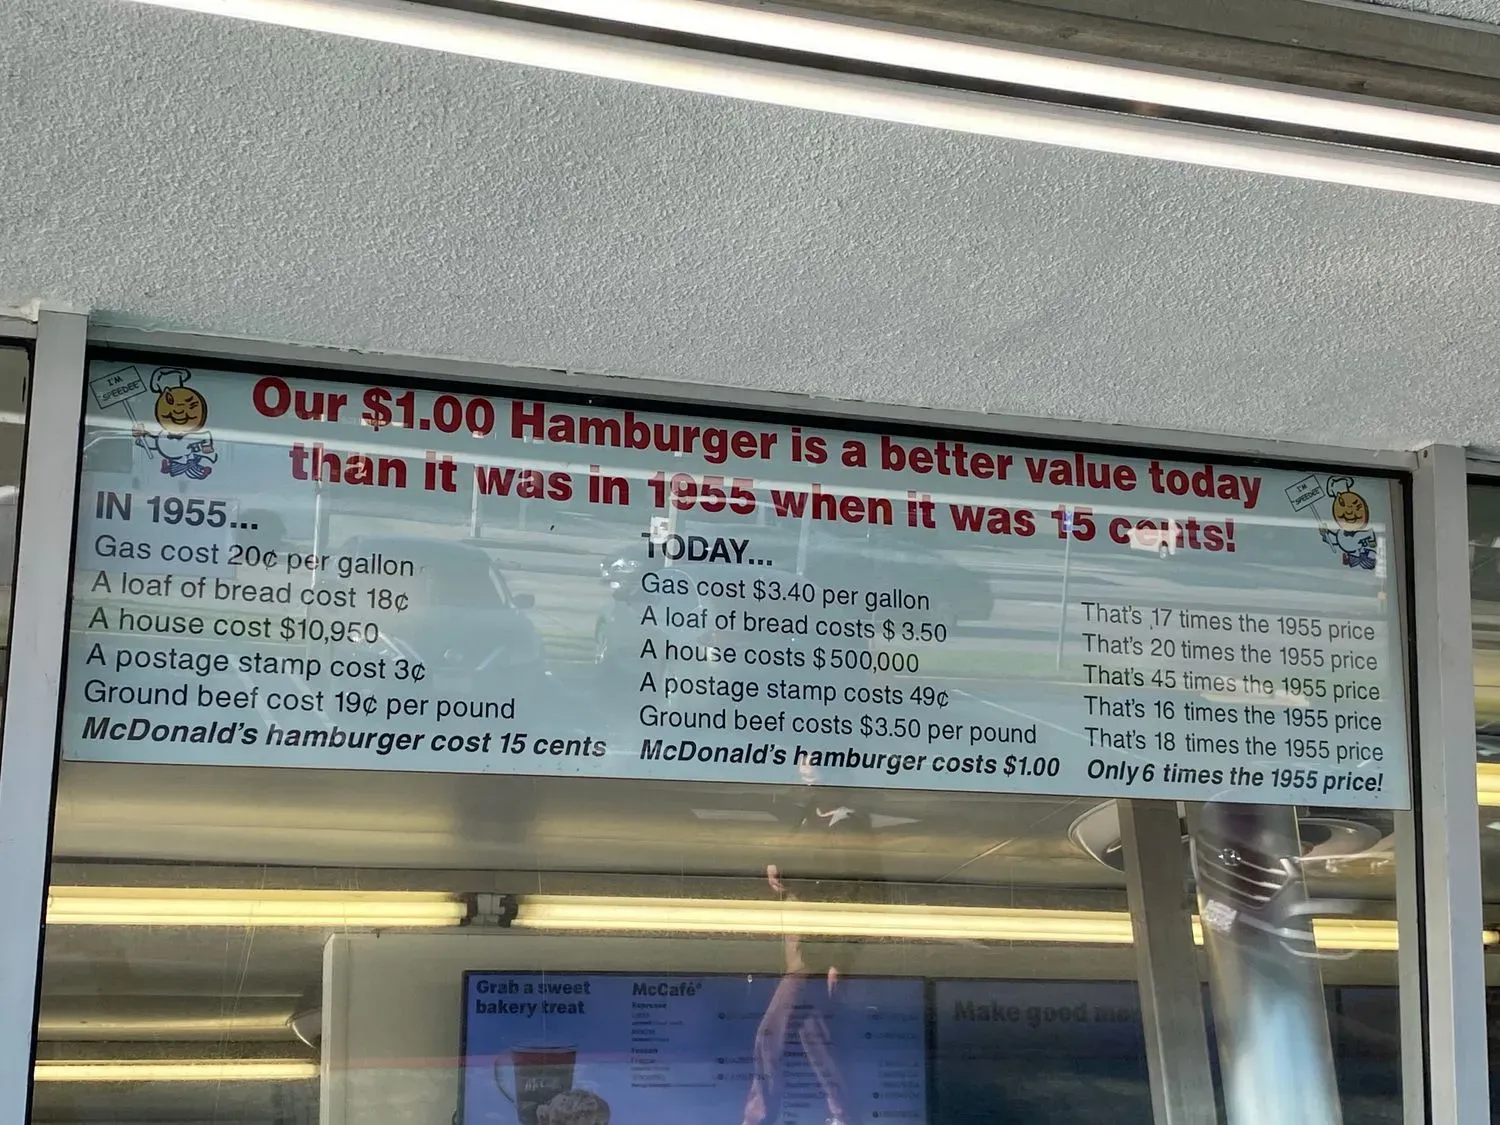 I'M
"SPEEDEE"
Our $1.00 Hamburger is a better value today
than it was in 1955 when it was 15 cents!
I'M
"SPEEDEE"
IN 1955...
Gas cost 20¢ per gallon
A loaf of bread cost 18¢
A house cost $10,950
A postage stamp cost 3¢
Ground beef cost 19¢ per pound
McDonald's hamburger cost 15 cents
TODAY...
Gas cost $3.40 per gallon
A loaf of bread costs $3.50
A house costs $500,000
A postage stamp costs 49¢
Ground beef costs $3.50 per pound
McDonald's hamburger costs $1.00
That's 17 times the 1955 price
That's 20 times the 1955 price
That's 45 times the 1955 price
That's 16 times the 1955 price
That's 18 times the 1955 price
Only 6 times the 1955 price!
Grab a sweet
bakery treat
McCafé®
Make good